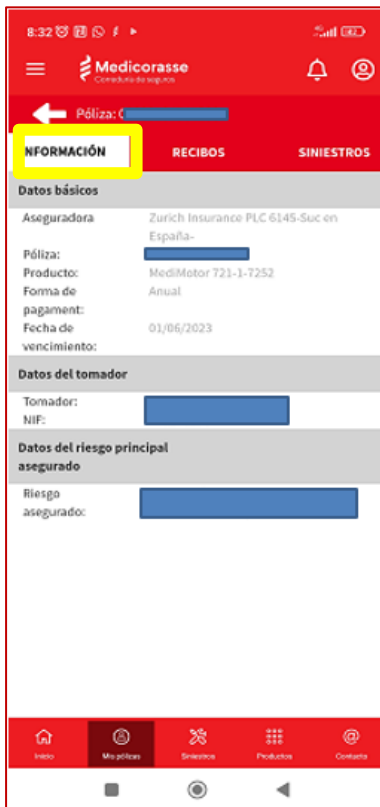 8:32
Medicorasse
Correduría de seguros
Póliza:
NFORMACIÓN RECIBOS SINIESTROS
Datos básicos
Aseguradora Zurich Insurance PLC 6145-Suc en
España-
Póliza:
Producto: MediMotor 721-1-7252
Forma de Anual
pagament:
Fecha de 01/06/2023
vencimiento:
Datos del tomador
Tomador:
NIF:
Datos del riesgo principal
asegurado
Riesgo
asegurado:
Inicio Mis pólizas Siniestros Productos Contacto